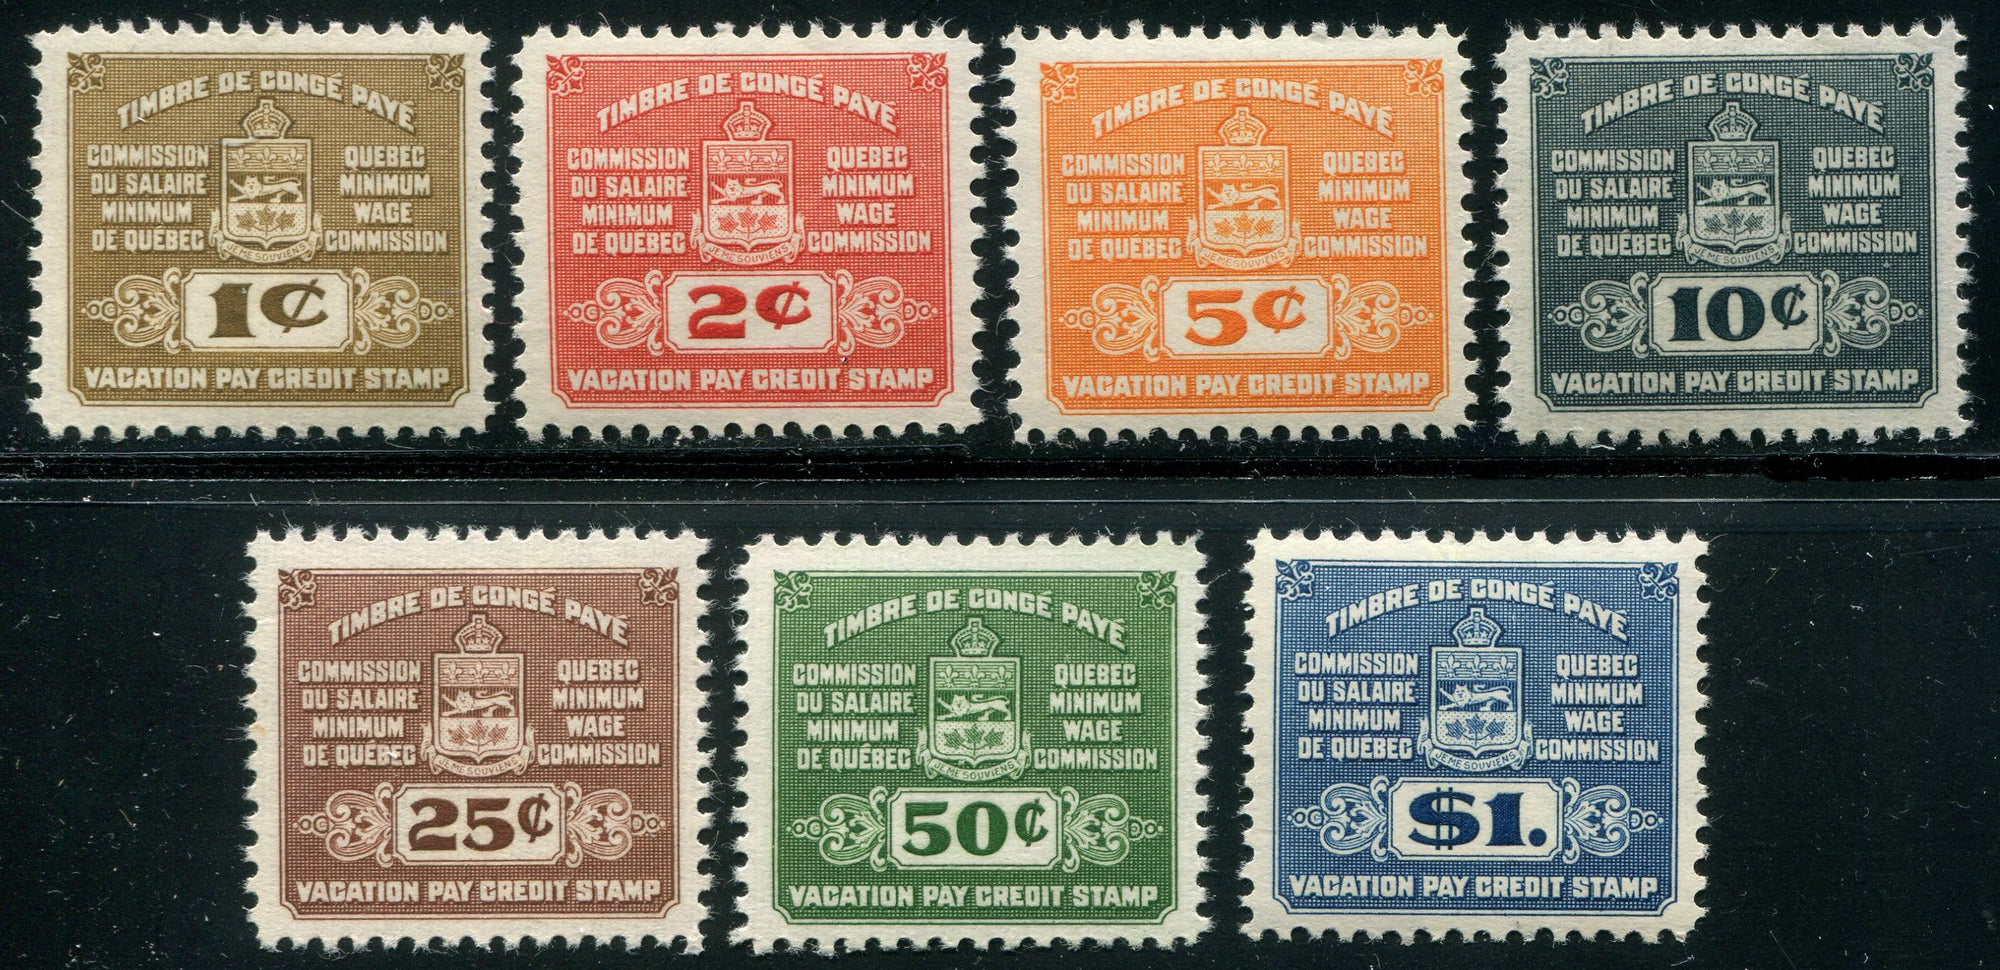 TIMBRE DE CONGÉ PAYÉ
COMMISSION
DU SALAIRE
MINIMUM
DE QUÉBEC
QUEBEC
MINIMUM
WAGE
COMMISSION
JE ME SOUVIENS
1¢
VACATION PAY CREDIT STAMP
TIMBRE DE CONGÉ PAYÉ
COMMISSION
DU SALAIRE
MINIMUM
DE QUÉBEC
QUEBEC
MINIMUM
WAGE
COMMISSION
JE ME SOUVIENS
2¢
VACATION PAY CREDIT STAMP
TIMBRE DE CONGÉ PAYÉ
COMMISSION
DU SALAIRE
MINIMUM
DE QUÉBEC
QUEBEC
MINIMUM
WAGE
COMMISSION
JE ME SOUVIENS
5¢
VACATION PAY CREDIT STAMP
TIMBRE DE CONGÉ PAYÉ
COMMISSION
DU SALAIRE
MINIMUM
DE QUÉBEC
QUEBEC
MINIMUM
WAGE
COMMISSION
JE ME SOUVIENS
10¢
VACATION PAY CREDIT STAMP
TIMBRE DE CONGÉ PAYÉ
COMMISSION
DU SALAIRE
MINIMUM
DE QUÉBEC
QUEBEC
MINIMUM
WAGE
COMMISSION
JE ME SOUVIENS
25¢
VACATION PAY CREDIT STAMP
TIMBRE DE CONGÉ PAYÉ
COMMISSION
DU SALAIRE
MINIMUM
DE QUÉBEC
QUEBEC
MINIMUM
WAGE
COMMISSION
JE ME SOUVIENS
50¢
VACATION PAY CREDIT STAMP
TIMBRE DE CONGÉ PAYÉ
COMMISSION
DU SALAIRE
MINIMUM
DE QUÉBEC
QUEBEC
MINIMUM
WAGE
COMMISSION
JE ME SOUVIENS
$1.
VACATION PAY CREDIT STAMP